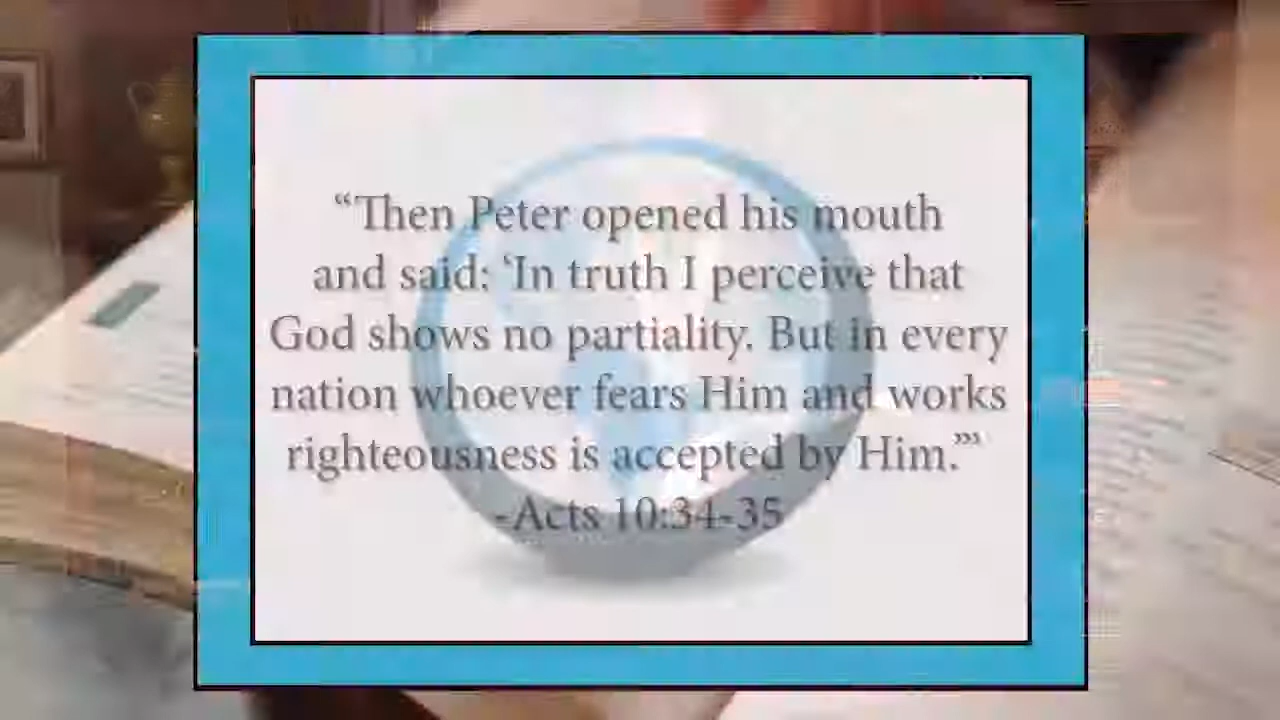 “Then Peter opened his mouth
and said: ‘In truth I perceive that
God shows no partiality. But in every
nation whoever fears Him and works
righteousness is accepted by Him.’”
-Acts 10:34-35